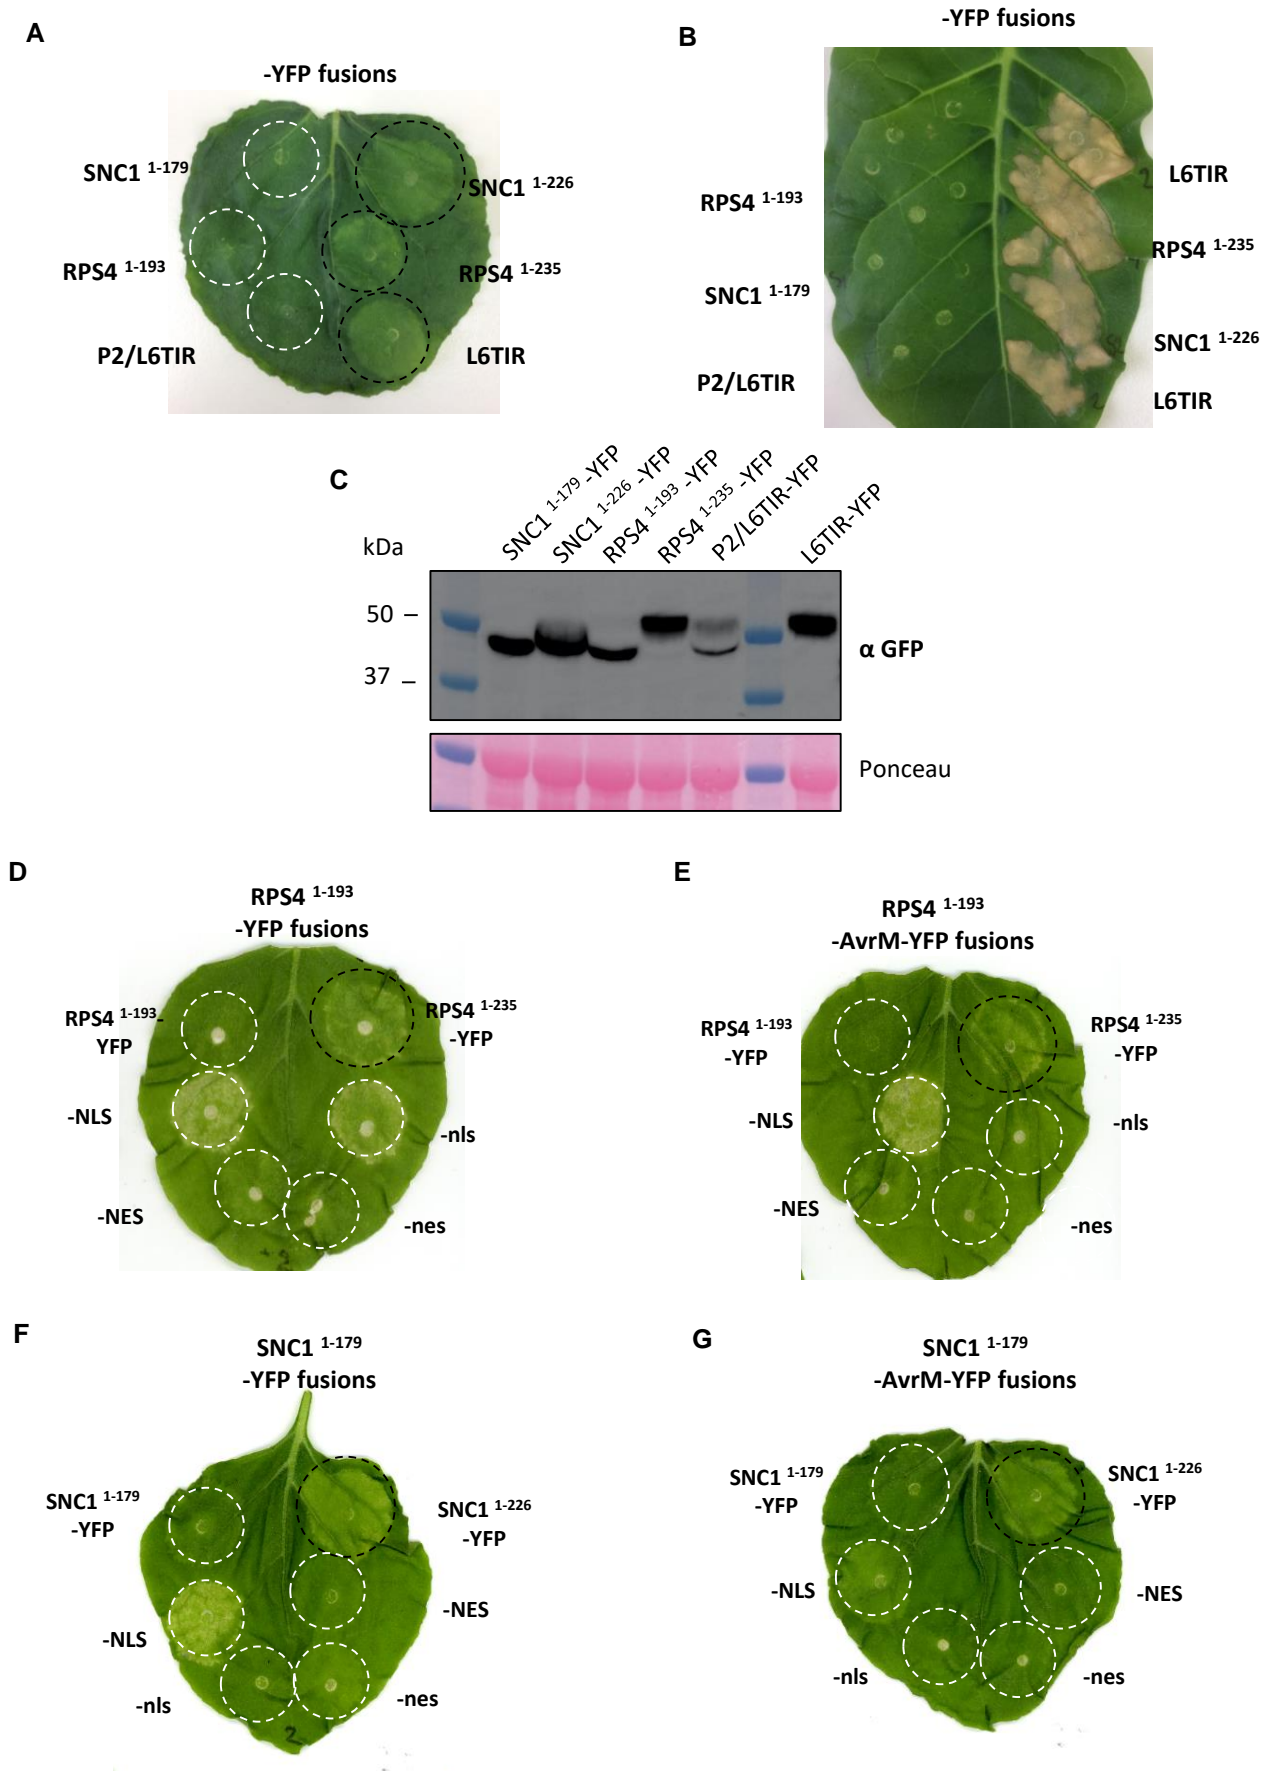 A
-YFP fusions
SNC1 1-179
SNC1 1-226
RPS4 1-193
RPS4 1-235
P2/L6TIR
L6TIR
B
-YFP fusions
L6TIR
RPS4 1-193
RPS4 1-235
SNC1 1-179
SNC1 1-226
P2/L6TIR
L6TIR
C
SNC1 1-179 -YFP
SNC1 1-226 -YFP
RPS4 1-193 -YFP
RPS4 1-235 -YFP
P2/L6TIR-YFP
L6TIR-YFP
kDa
50
37
α GFP
Ponceau
D
RPS4 1-193
-YFP fusions
RPS4 1-193-
YFP
RPS4 1-235
-YFP
-NLS
-nls
-NES
-nes
E
RPS4 1-193
-AvrM-YFP fusions
RPS4 1-193
-YFP
RPS4 1-235
-YFP
-NLS
-nls
-NES
-nes
F
SNC1 1-179
-YFP fusions
SNC1 1-179
-YFP
SNC1 1-226
-YFP
-NLS
-NES
-nls
-nes
2
G
SNC1 1-179
-AvrM-YFP fusions
SNC1 1-179
-YFP
SNC1 1-226
-YFP
-NLS
-NES
-nls
-nes